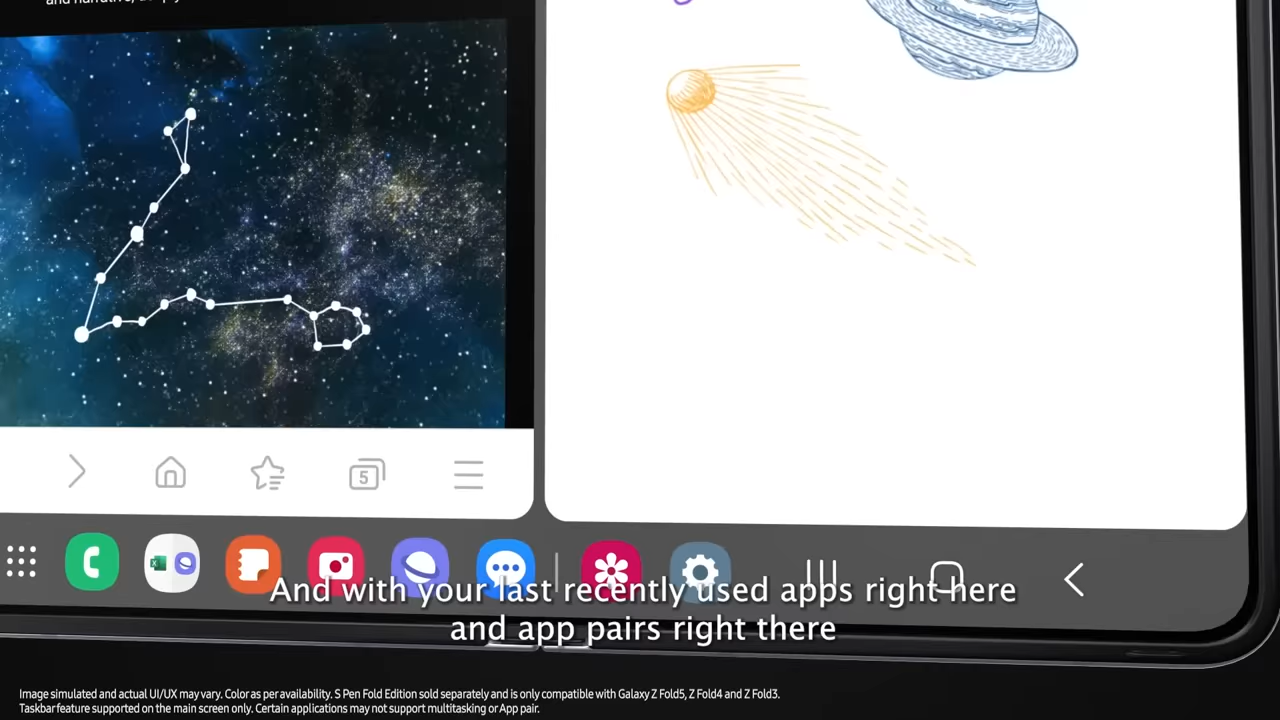 5
And with your last recently used apps right here
and app pairs right there
Image simulated and actual UI/UX may vary. Color as per availability. S Pen Fold Edition sold separately and is only compatible with Galaxy Z Fold5, Z Fold4 and Z Fold3.
Taskbar feature supported on the main screen only. Certain applications may not support multitasking or App pair.